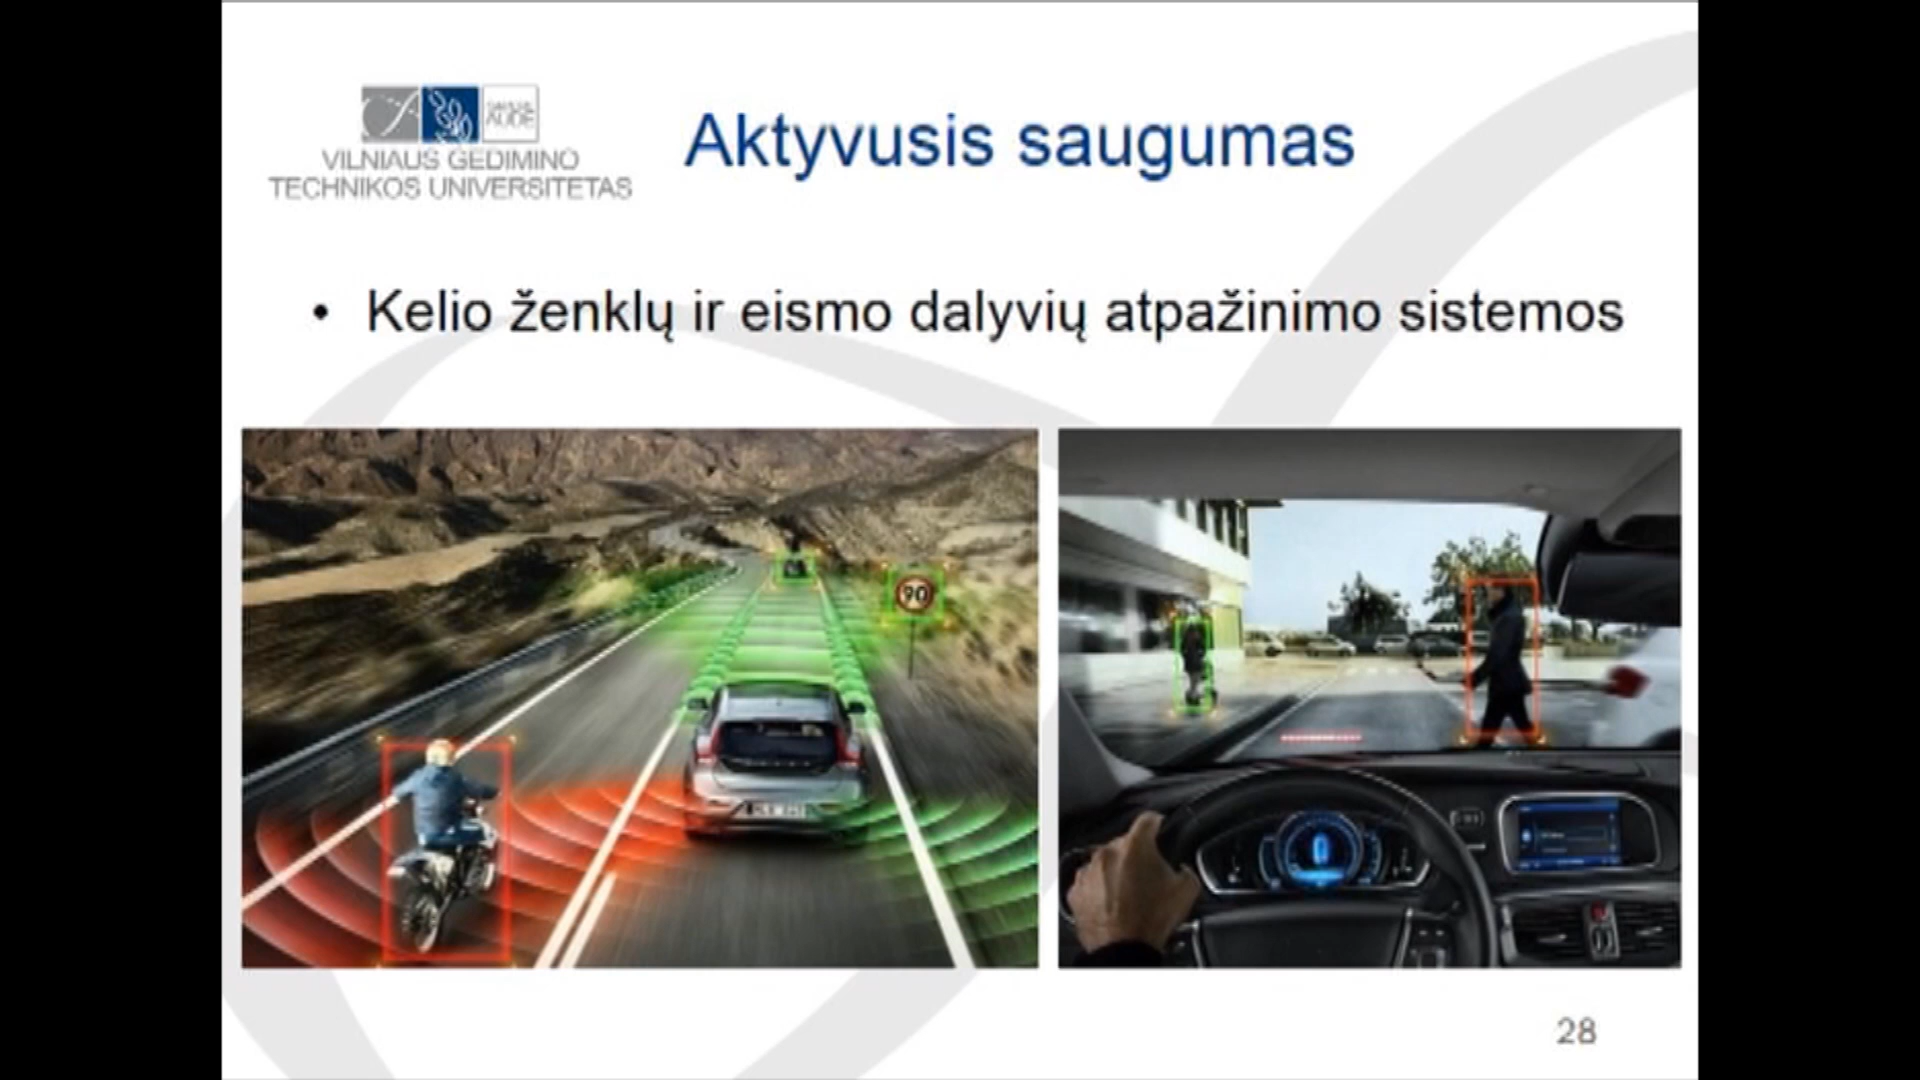 VILNIAUS GEDIMINO
TECHNIKOS UNIVERSITETAS
Aktyvusis saugumas
• Kelio ženklų ir eismo dalyvių atpažinimo sistemos
90
28